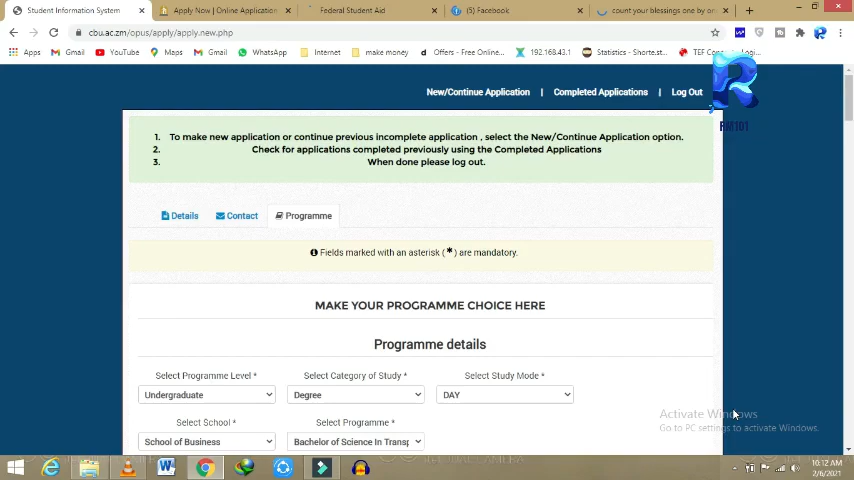 Student Information System
Apply Now | Online Application
Federal Student Aid
(5) Facebook
count your blessings one by on
cbu.ac.zm/opus/apply/apply.new.php
Apps
Gmail
YouTube
Maps
Gmail
WhatsApp
Internet
make money
Offers - Free Online...
192.168.43.1
Statistics - Shorte.st...
New/Continue Application | Completed Applications | Log Out
RM101
1. To make new application or continue previous incomplete application , select the New/Continue Application option.
2. Check for applications completed previously using the Completed Applications
3. When done please log out.
Details
Contact
Programme
Fields marked with an asterisk ( * ) are mandatory.
MAKE YOUR PROGRAMME CHOICE HERE
Programme details
Select Programme Level *
Select Category of Study *
Select Study Mode *
Undergraduate
Degree
DAY
Select School *
Select Programme *
School of Business
Bachelor of Science In Transp
Activate Windows
Go to PC settings to activate Windows.
10:12 AM
2/6/2021